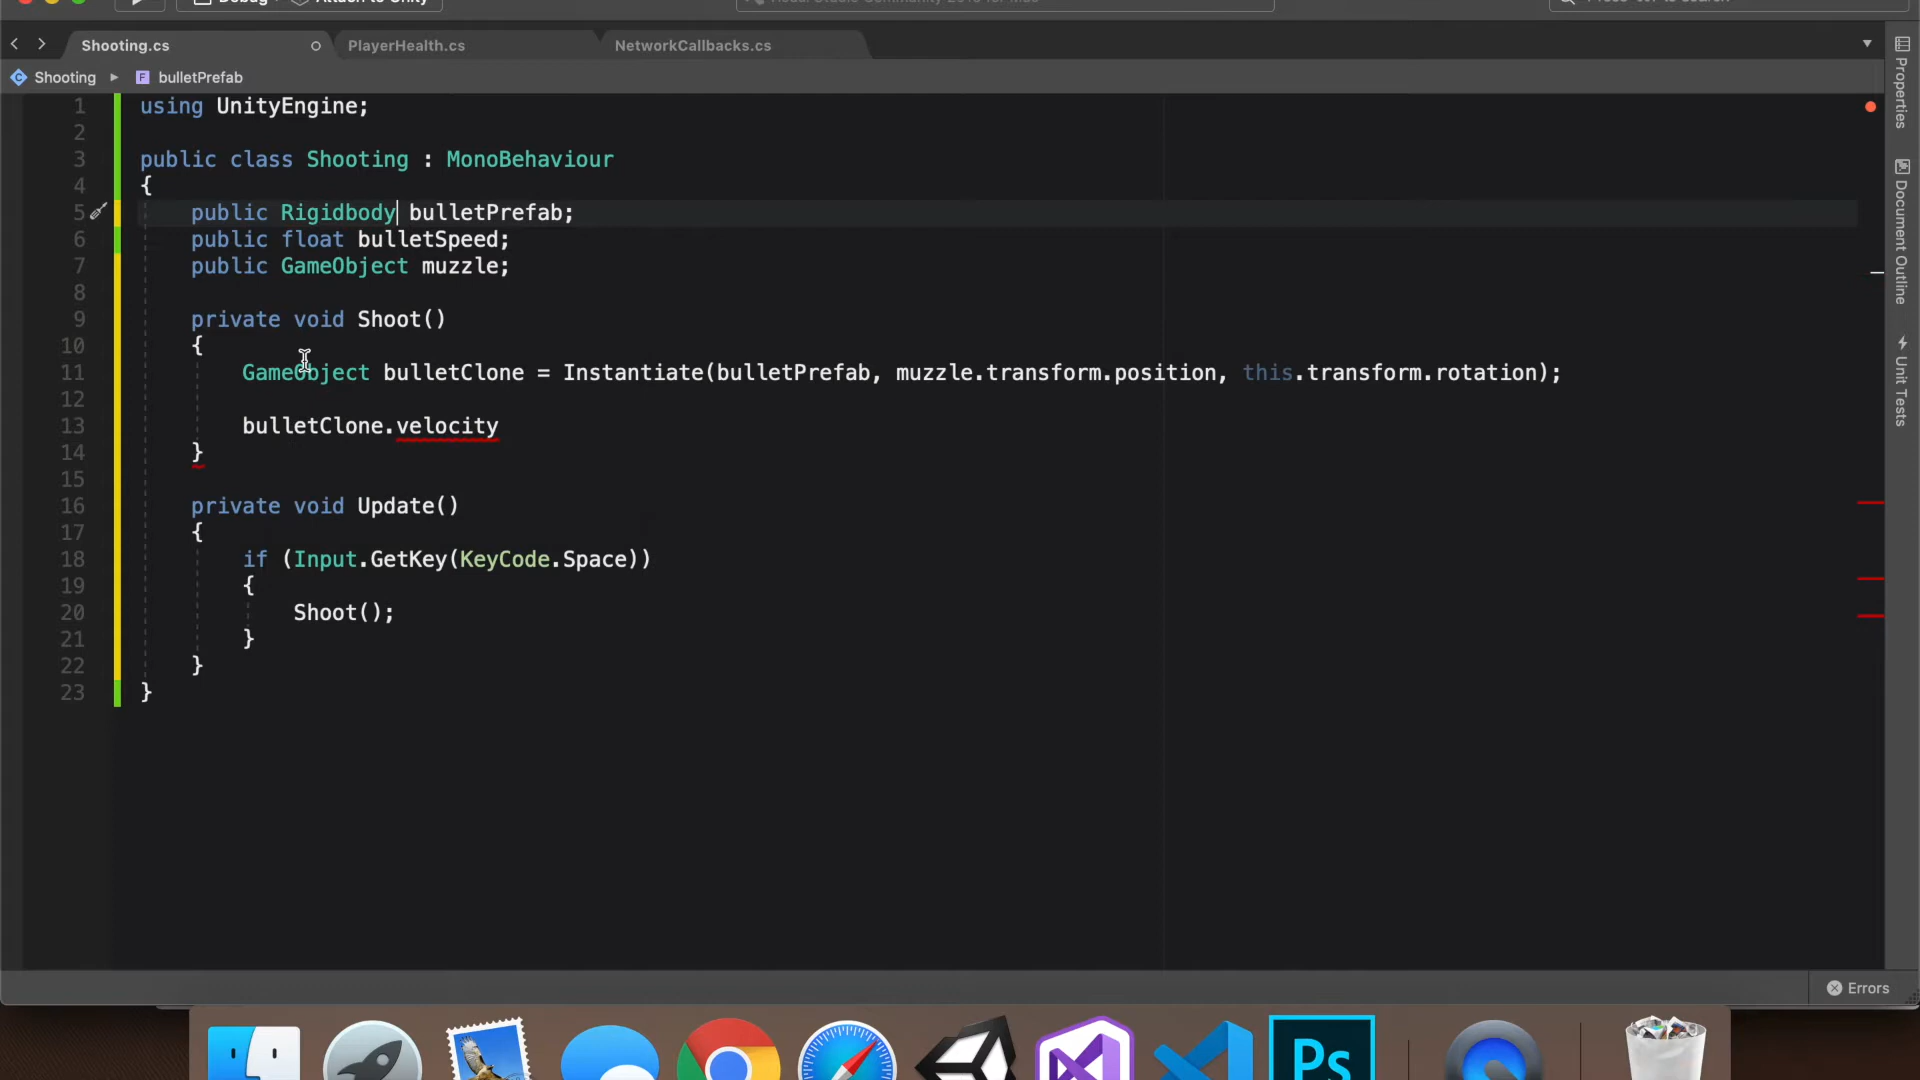 Shooting.cs
PlayerHealth.cs
NetworkCallbacks.cs
Shooting
bulletPrefab
1 using UnityEngine;
2
3 public class Shooting : MonoBehaviour
4 {
5 public Rigidbody bulletPrefab;
6 public float bulletSpeed;
7 public GameObject muzzle;
8
9 private void Shoot()
10 {
11 GameObject bulletClone = Instantiate(bulletPrefab, muzzle.transform.position, this.transform.rotation);
12
13 bulletClone.velocity
14 }
15
16 private void Update()
17 {
18 if (Input.GetKey(KeyCode.Space))
19 {
20 Shoot();
21 }
22 }
23 }
Properties
Document Outline
Unit Tests
Errors
Ps